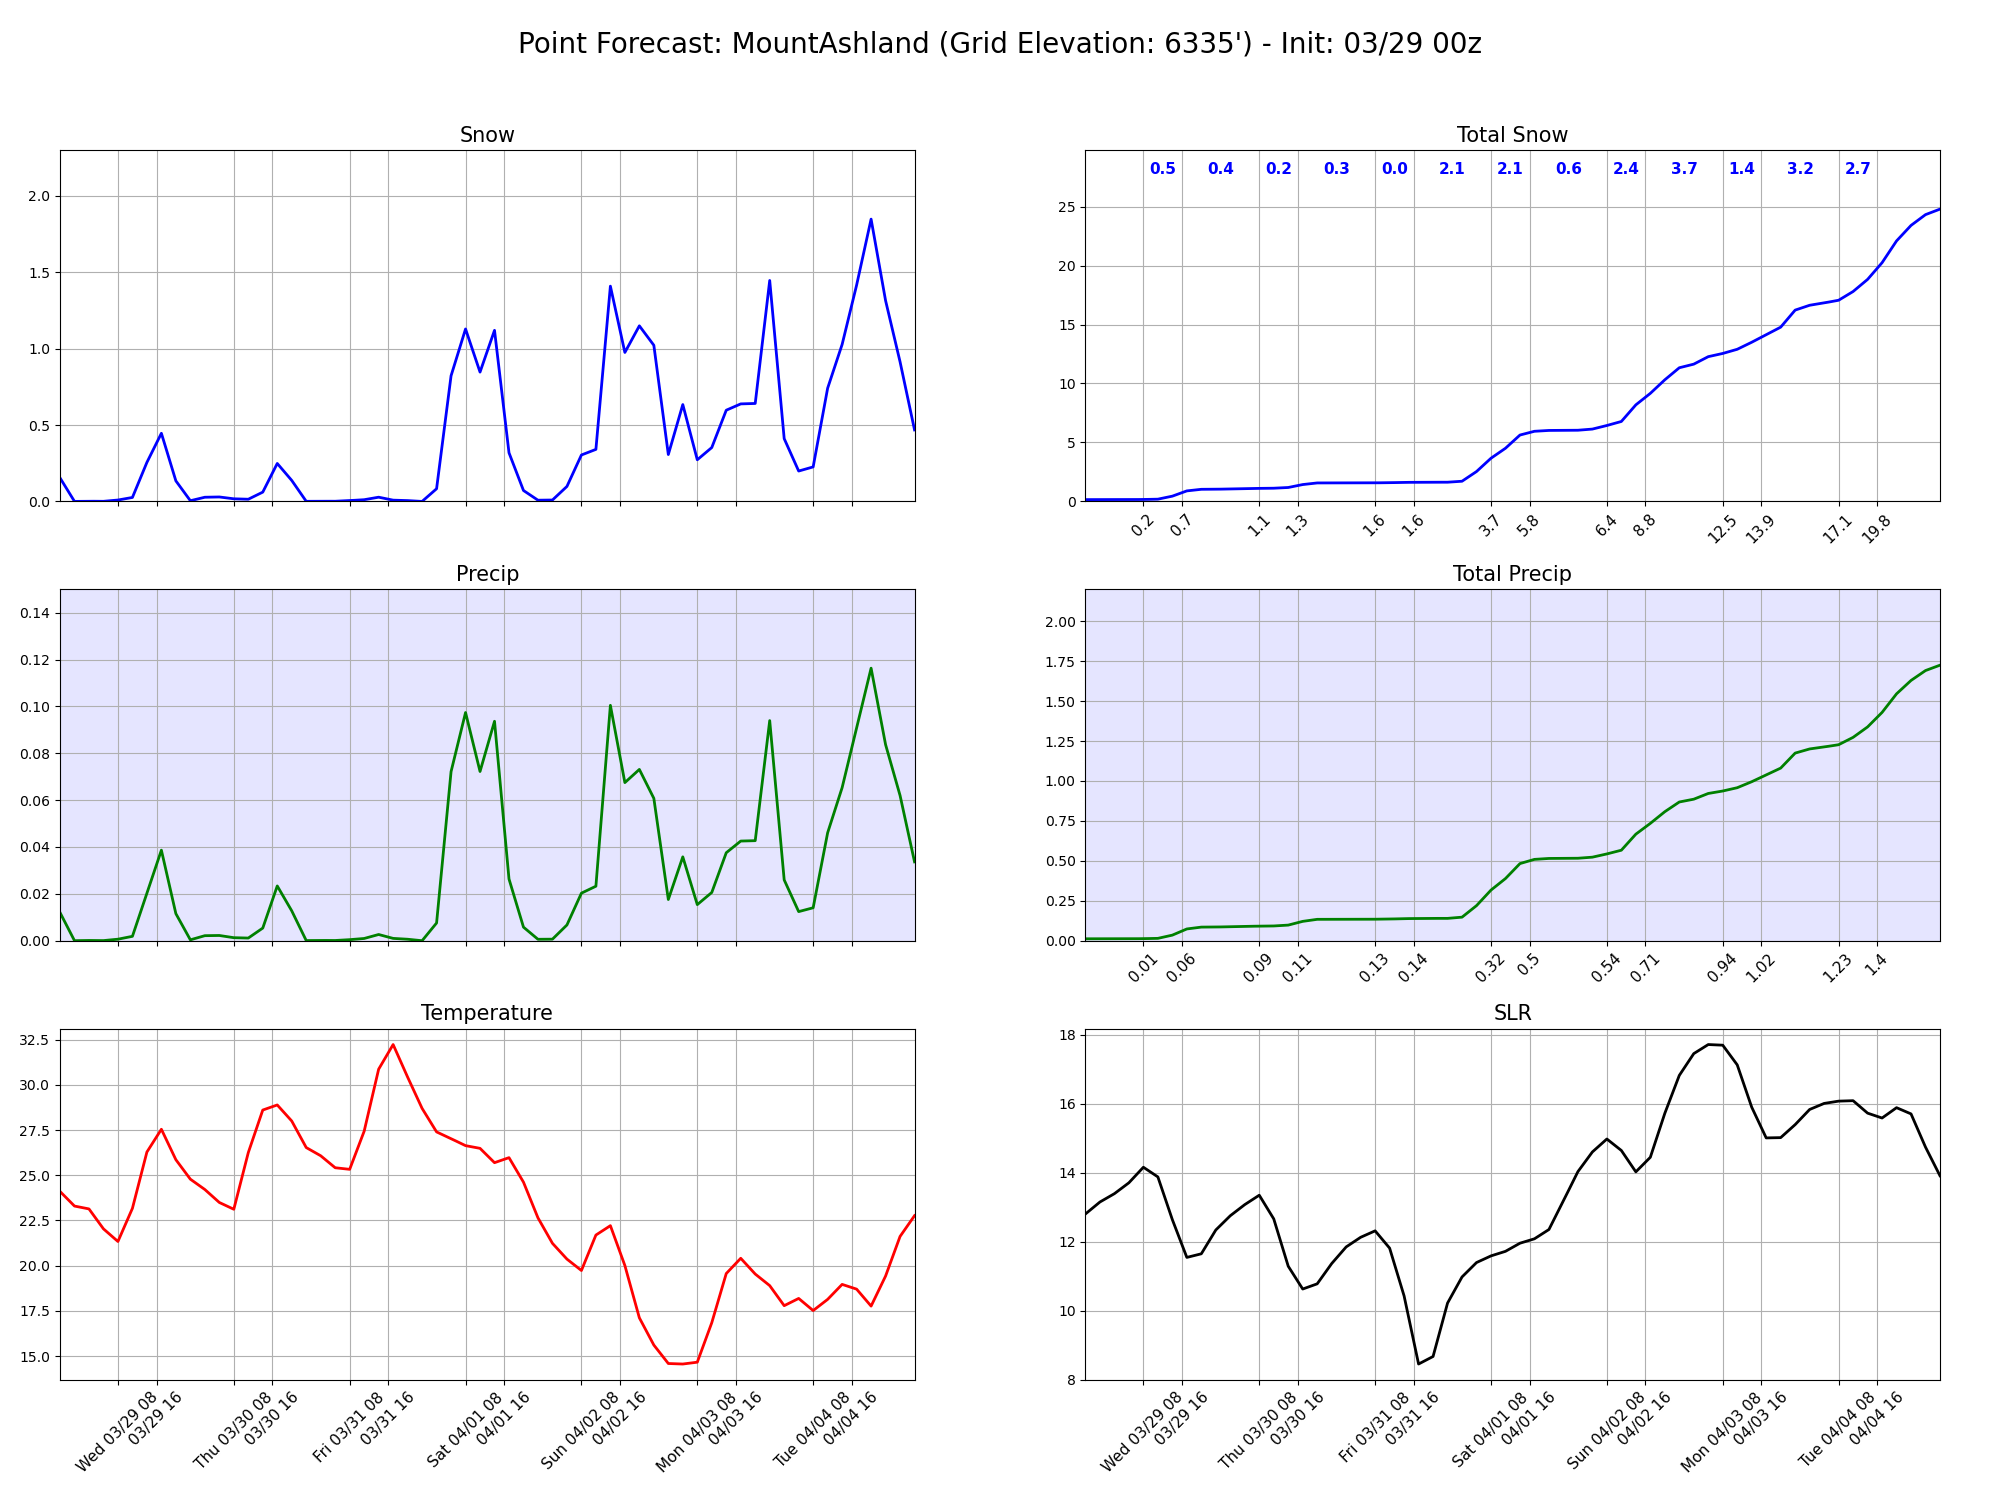 Point Forecast: MountAshland (Grid Elevation: 6335') - Init: 03/29 00z
Snow
2.0
1.5
1.0
0.5
0.0
Total Snow
0.5 0.4 0.2 0.3 0.0 2.1 2.1 0.6 2.4 3.7 1.4 3.2 2.7
25
20
15
10
5
0
0.2 0.7 1.1 1.3 1.6 1.6 3.7 5.8 6.4 8.8 12.5 13.9 17.1 19.8
Precip
0.14
0.12
0.10
0.08
0.06
0.04
0.02
0.00
Total Precip
2.00
1.75
1.50
1.25
1.00
0.75
0.50
0.25
0.00
0.01 0.06 0.09 0.11 0.13 0.14 0.32 0.5 0.54 0.71 0.94 1.02 1.23 1.4
Temperature
32.5
30.0
27.5
25.0
22.5
20.0
17.5
15.0
Wed 03/29 08
03/29 16
Thu 03/30 08
03/30 16
Fri 03/31 08
03/31 16
Sat 04/01 08
04/01 16
Sun 04/02 08
04/02 16
Mon 04/03 08
04/03 16
Tue 04/04 08
04/04 16
SLR
18
16
14
12
10
8
Wed 03/29 08
03/29 16
Thu 03/30 08
03/30 16
Fri 03/31 08
03/31 16
Sat 04/01 08
04/01 16
Sun 04/02 08
04/02 16
Mon 04/03 08
04/03 16
Tue 04/04 08
04/04 16